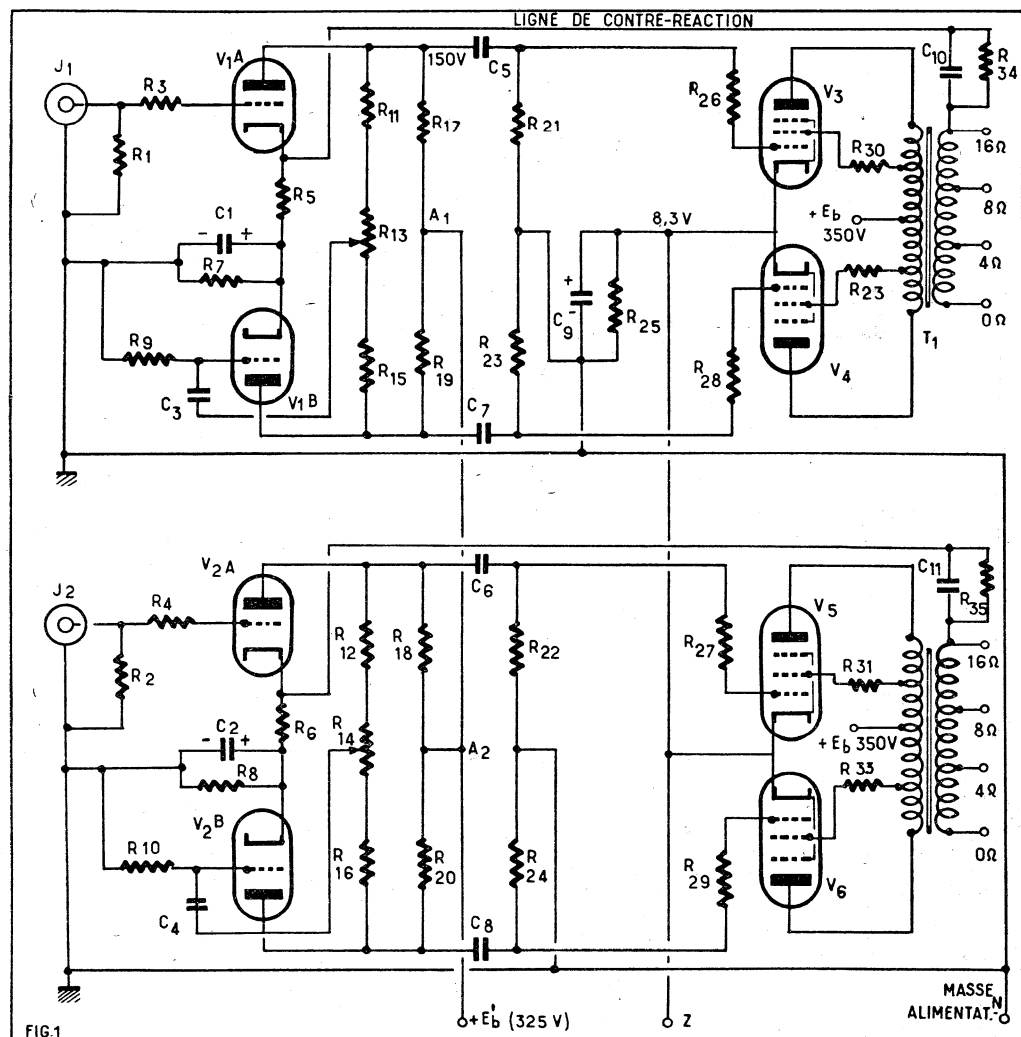 LIGNE DE CONTRE-REACTION
J1
R3
R1
V1A
150V
C5
R11
R17
R21
R26
V3
C10
R34
16Ω
R30
8Ω
+Eb
350V
4Ω
R23
0Ω
T1
R5
C1
- +
R7
R13
A1
8,3V
+
C9
-
R25
R9
C3
V1B
R15
R19
R23
C7
R28
V4
J2
R4
R2
V2A
C6
R12
R18
R22
R27
V5
C11
R35
16Ω
R31
8Ω
+Eb 350V
4Ω
R33
0Ω
R6
C2
- +
R8
R14
A2
V2B
R10
C4
R16
R20
R24
C8
R29
V6
+E'b (325 V)
Z
MASSE
N
ALIMENTAT.-
FIG.1